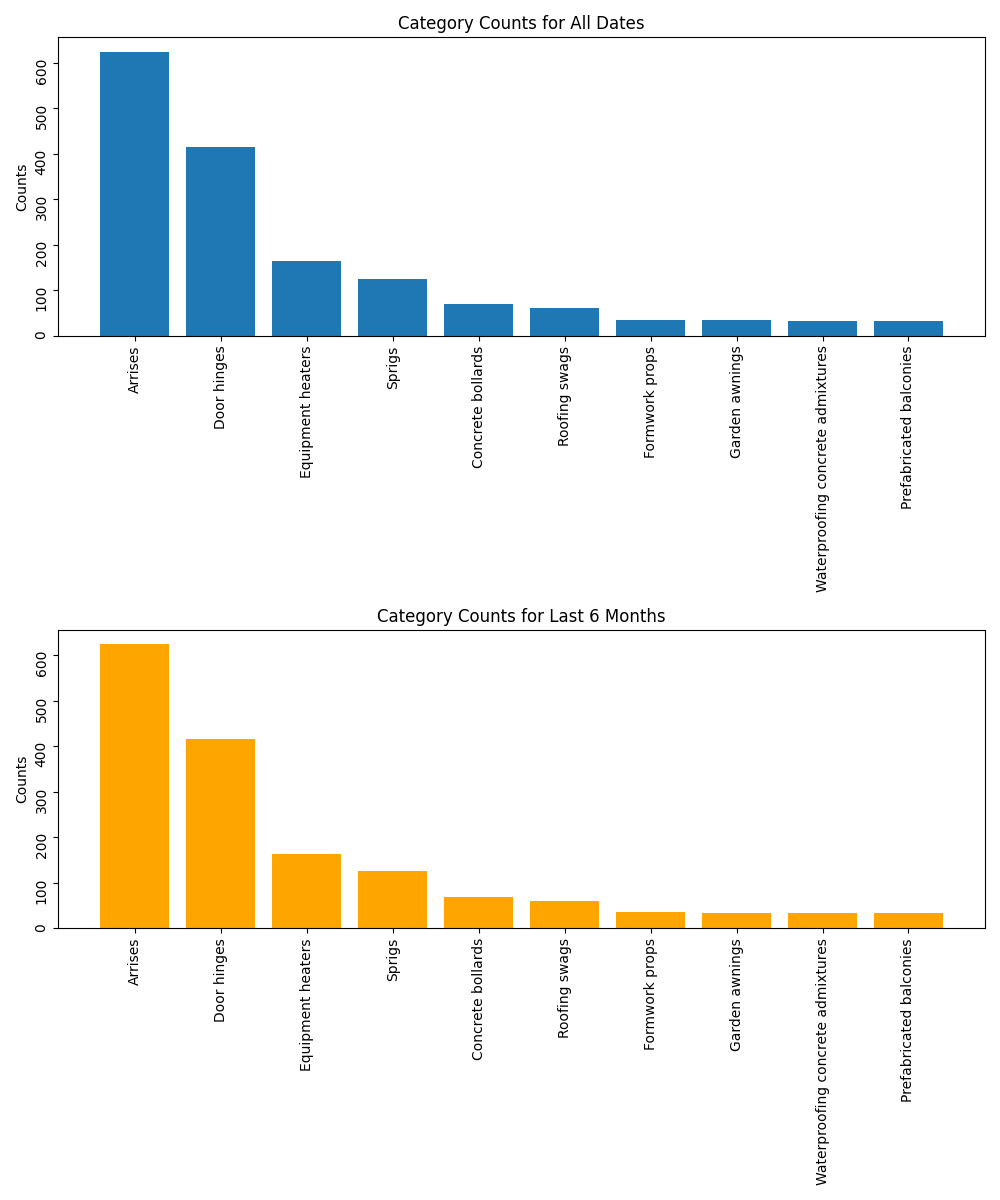 Category Counts for All Dates
Counts
600
500
400
300
200
100
0
Arrises
Door hinges
Equipment heaters
Sprigs
Concrete bollards
Roofing swags
Formwork props
Garden awnings
Waterproofing concrete admixtures
Prefabricated balconies
Category Counts for Last 6 Months
Counts
600
500
400
300
200
100
0
Arrises
Door hinges
Equipment heaters
Sprigs
Concrete bollards
Roofing swags
Formwork props
Garden awnings
Waterproofing concrete admixtures
Prefabricated balconies